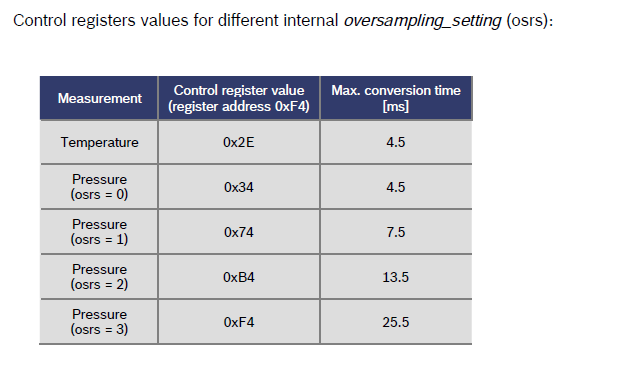 Control registers values for different internal oversampling_setting (osrs):
Measurement
Control register value
(register address 0xF4)
Max. conversion time
[ms]
Temperature
0x2E
4.5
Pressure
(osrs = 0)
0x34
4.5
Pressure
(osrs = 1)
0x74
7.5
Pressure
(osrs = 2)
0xB4
13.5
Pressure
(osrs = 3)
0xF4
25.5